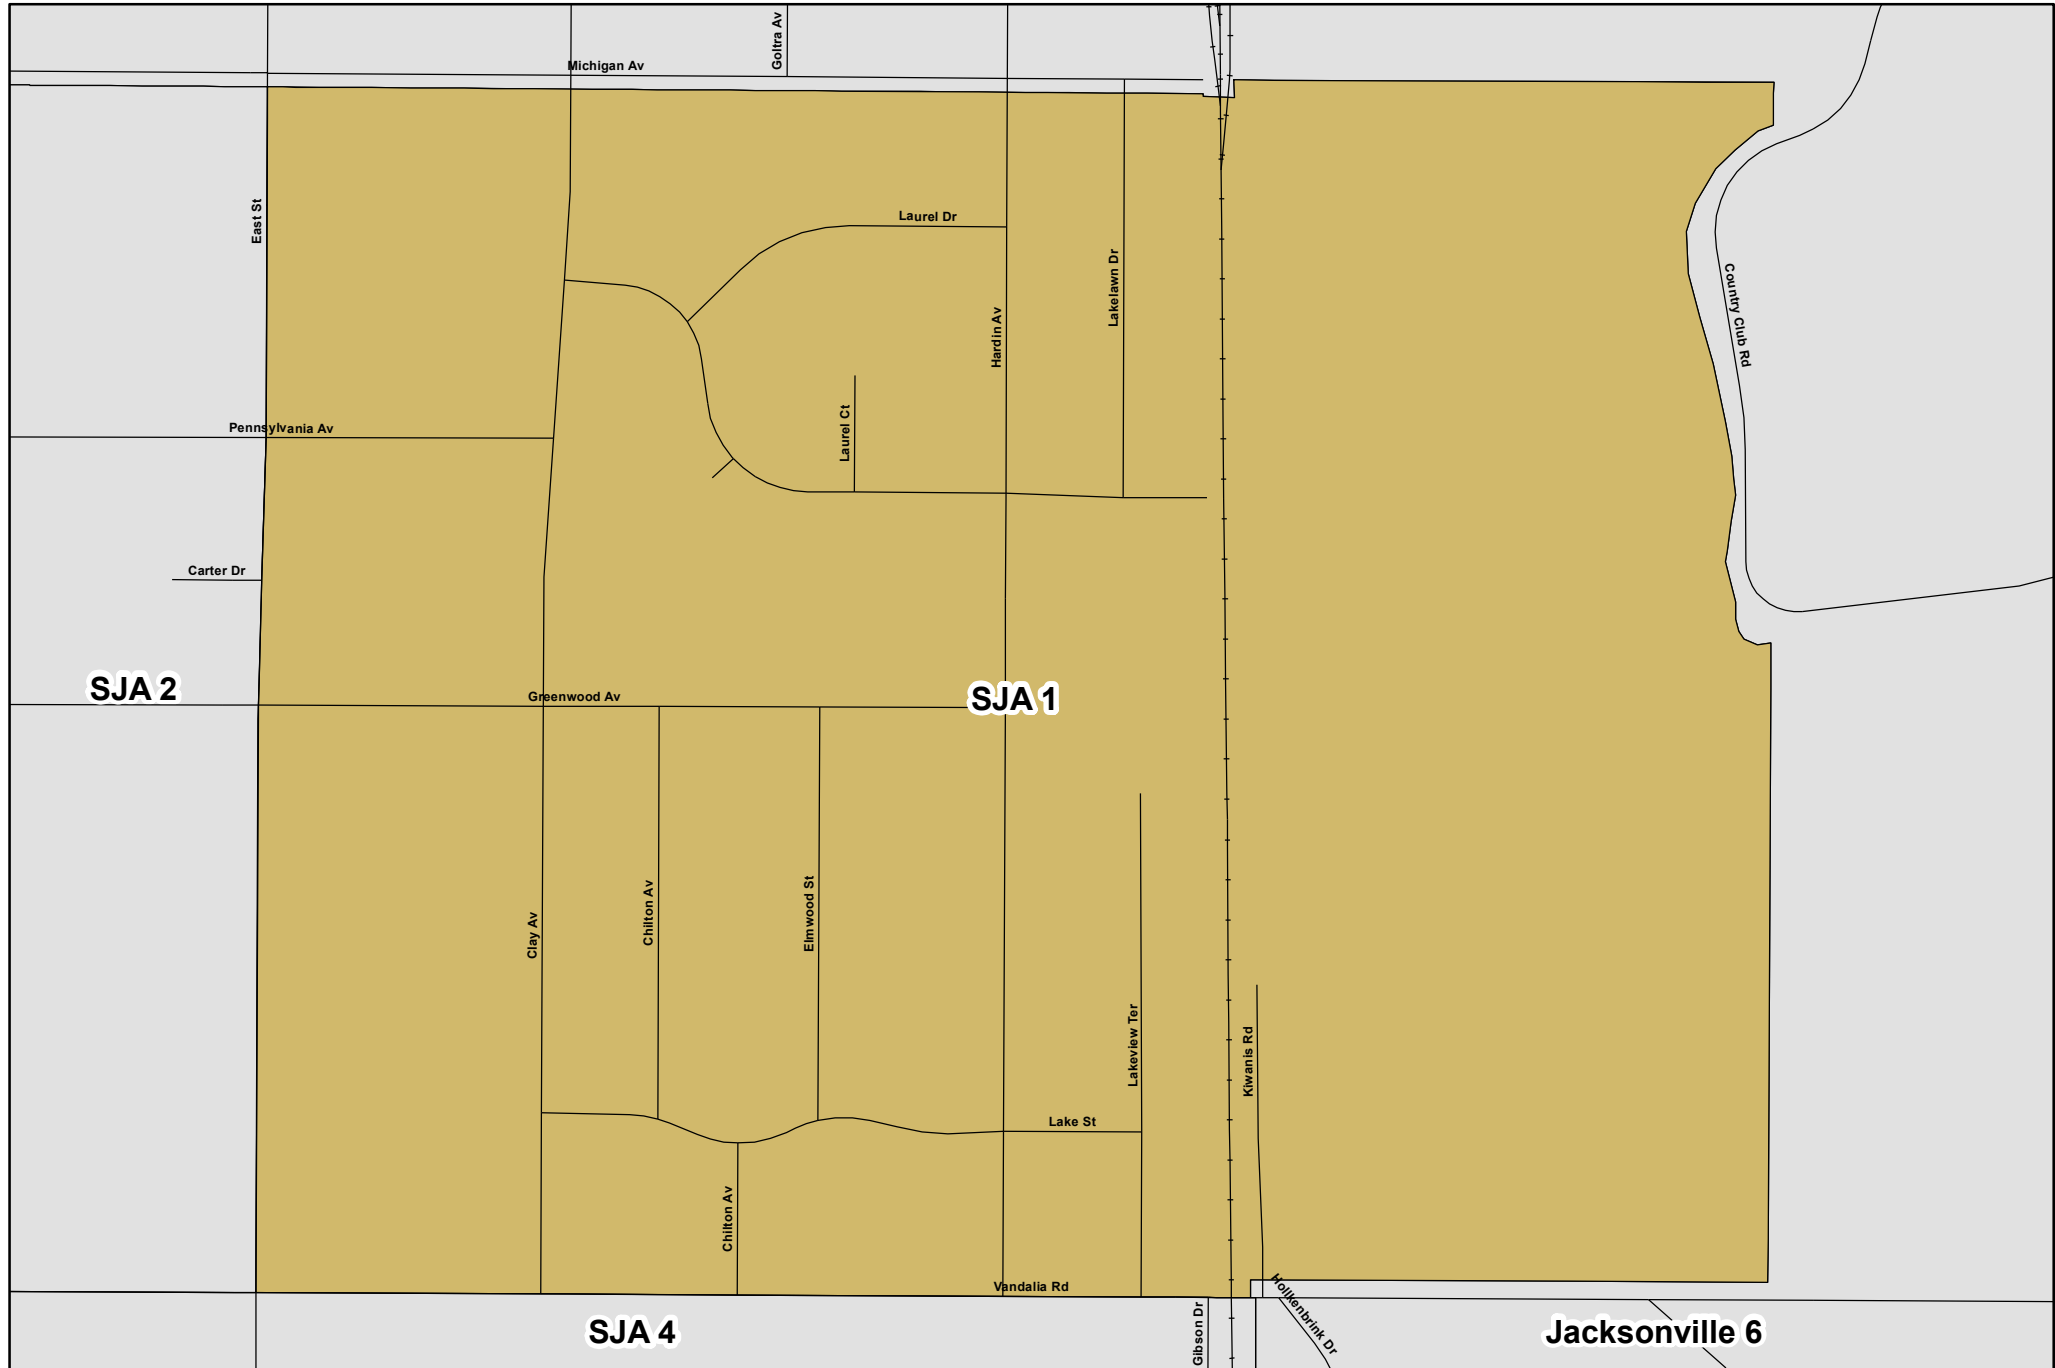 Goltra Av
Michigan Av
East St
Laurel Dr
Lakelawn Dr
Hardin Av
Country Club Rd
Laurel Ct
Pennsylvania Av
Carter Dr
SJA 2
Greenwood Av
SJA 1
Clay Av
Chilton Av
Elmwood St
Lakeview Ter
Kiwanis Rd
Lake St
Chilton Av
Vandalia Rd
Hollkenbrink Dr
Gibson Dr
SJA 4
Jacksonville 6